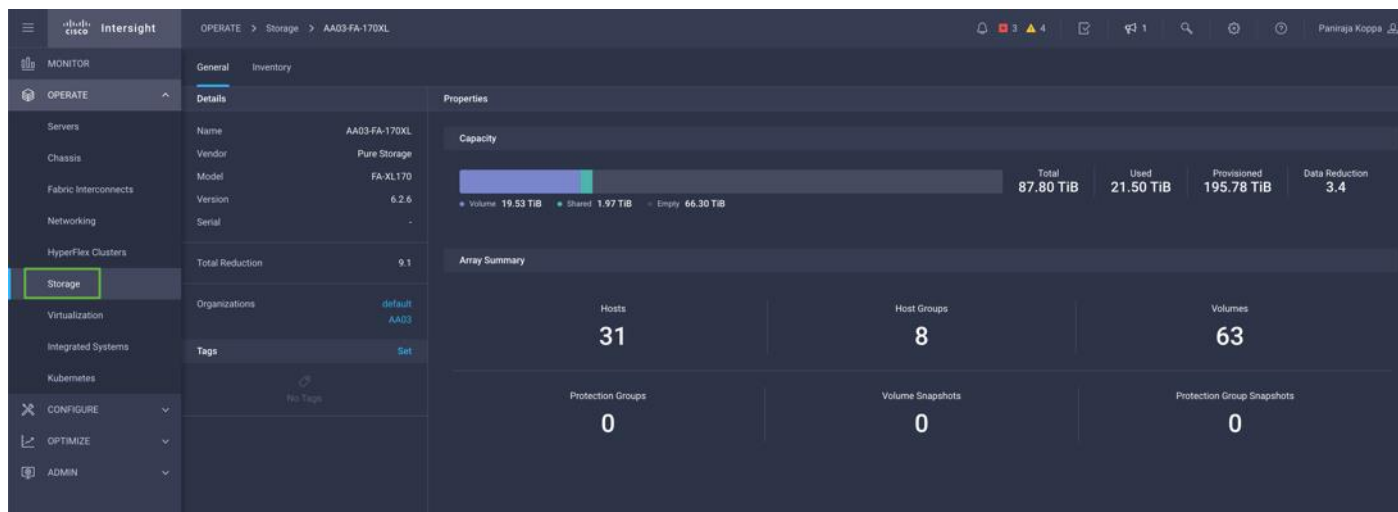 cisco Intersight
OPERATE > Storage > AA03-FA-170XL
3 4
1
Paniraja Koppa
MONITOR
OPERATE
Servers
Chassis
Fabric Interconnects
Networking
HyperFlex Clusters
Storage
Virtualization
Integrated Systems
Kubernetes
CONFIGURE
OPTIMIZE
ADMIN
General Inventory
Details
Name AA03-FA-170XL
Vendor Pure Storage
Model FA-XL170
Version 6.2.6
Serial -
Total Reduction 9.1
Organizations default
AA03
Tags Set
No Tags
Properties
Capacity
Volume 19.53 TiB Shared 1.97 TiB Empty 66.30 TiB
Total Used Provisioned Data Reduction
87.80 TiB 21.50 TiB 195.78 TiB 3.4
Array Summary
Hosts Host Groups Volumes
31 8 63
Protection Groups Volume Snapshots Protection Group Snapshots
0 0 0